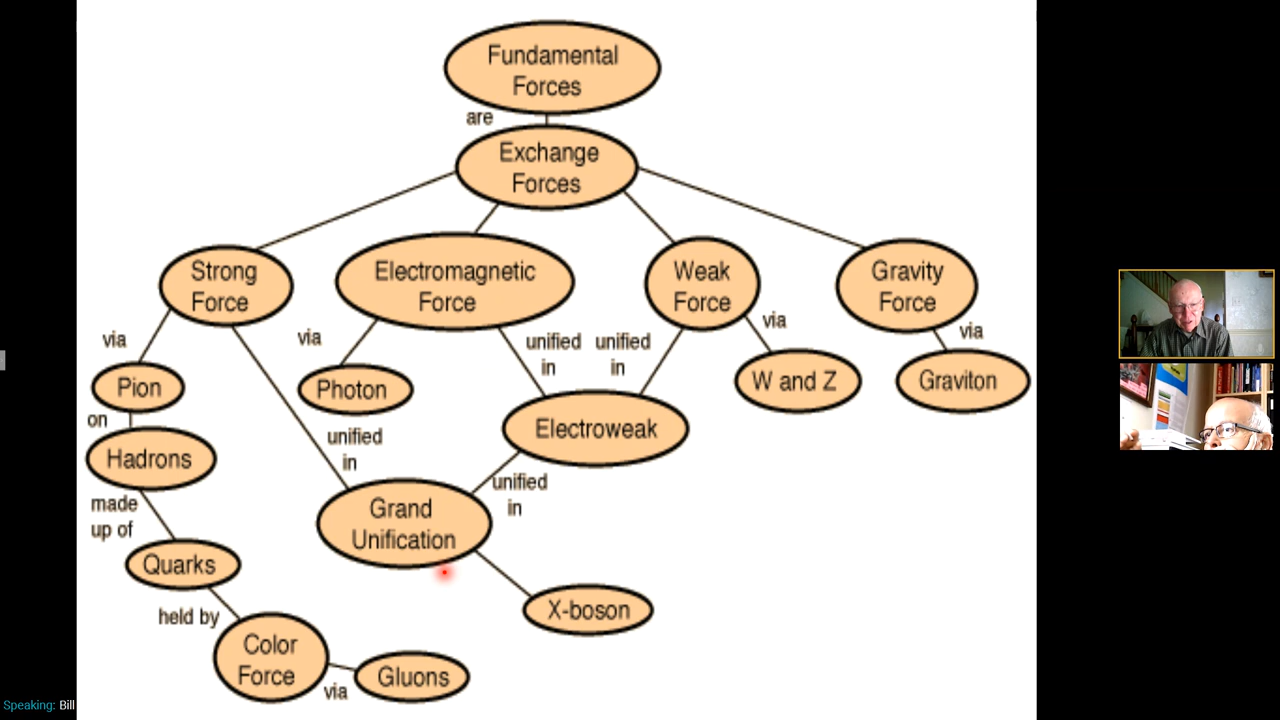 Fundamental
Forces
are
Exchange
Forces
Strong
Force
Electromagnetic
Force
Weak
Force
Gravity
Force
via
via
unified
in
unified
in
via
via
Pion
Photon
W and Z
Graviton
on
Hadrons
unified
in
Electroweak
made
up of
Grand
Unification
unified
in
Quarks
X-boson
held by
Color
Force
via
Gluons
Speaking: Bill